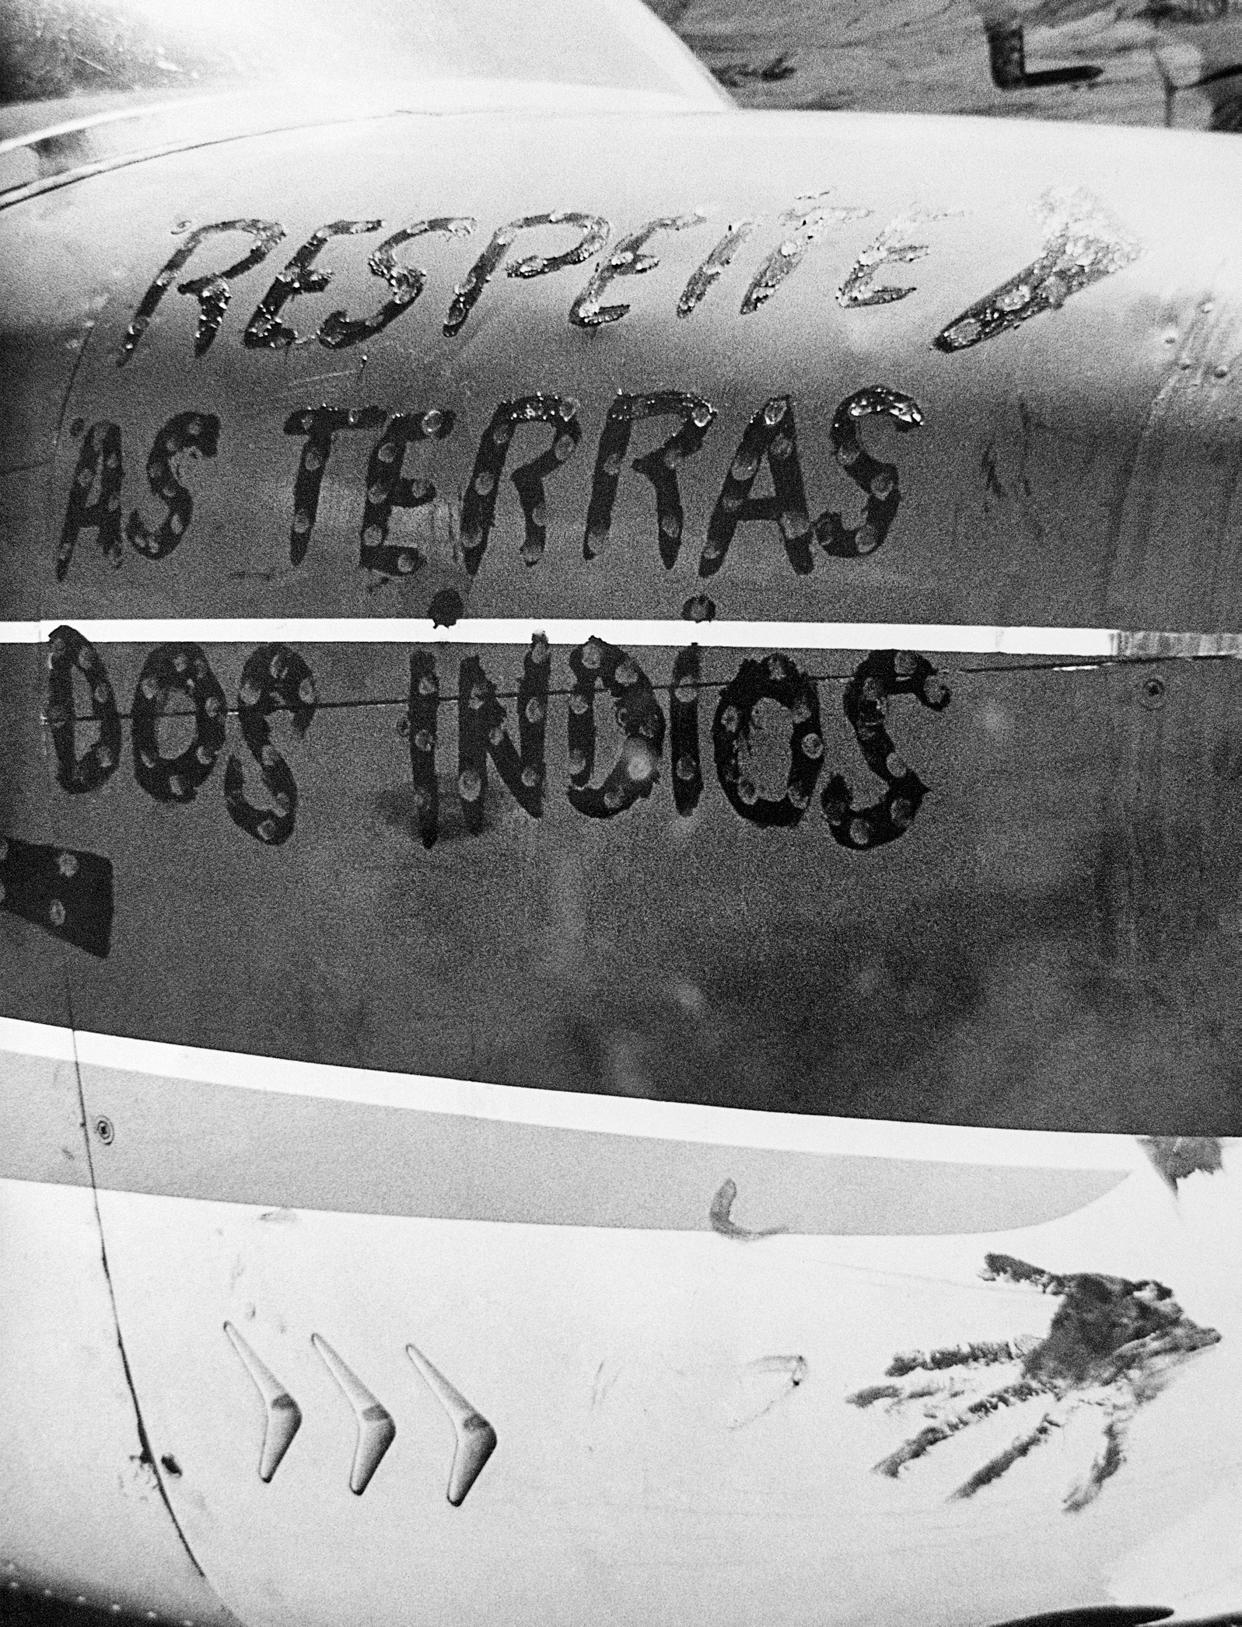 RESPEITE
AS TERRAS
DOS INDIOS